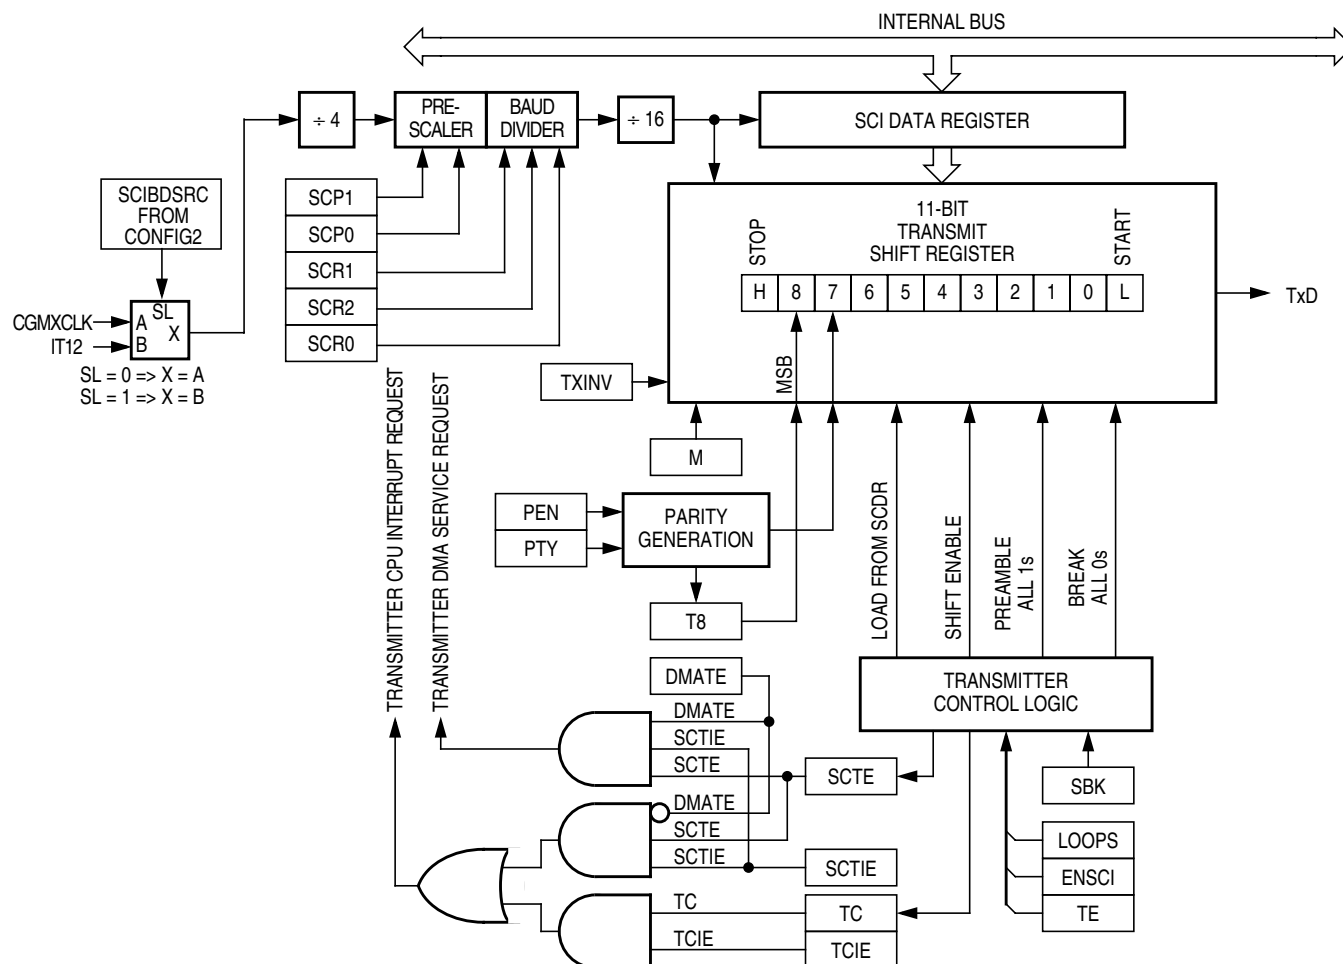 INTERNAL BUS
÷ 4
PRE-
SCALER
BAUD
DIVIDER
÷ 16
SCI DATA REGISTER
SCIBDSRC
FROM
CONFIG2
SCP1
SCP0
SCR1
SCR2
SCR0
11-BIT
TRANSMIT
SHIFT REGISTER
STOP
START
H 8 7 6 5 4 3 2 1 0 L
TxD
CGMXCLK
IT12
SL
A
X
B
SL = 0 => X = A
SL = 1 => X = B
TXINV
MSB
M
TRANSMITTER CPU INTERRUPT REQUEST
TRANSMITTER DMA SERVICE REQUEST
PEN
PTY
PARITY
GENERATION
T8
LOAD FROM SCDR
SHIFT ENABLE
PREAMBLE
ALL 1s
BREAK
ALL 0s
TRANSMITTER
CONTROL LOGIC
DMATE
DMATE
SCTIE
SCTE
SCTE
SBK
DMATE
SCTE
SCTIE
SCTIE
LOOPS
ENSCI
TE
TC
TC
TCIE
TCIE